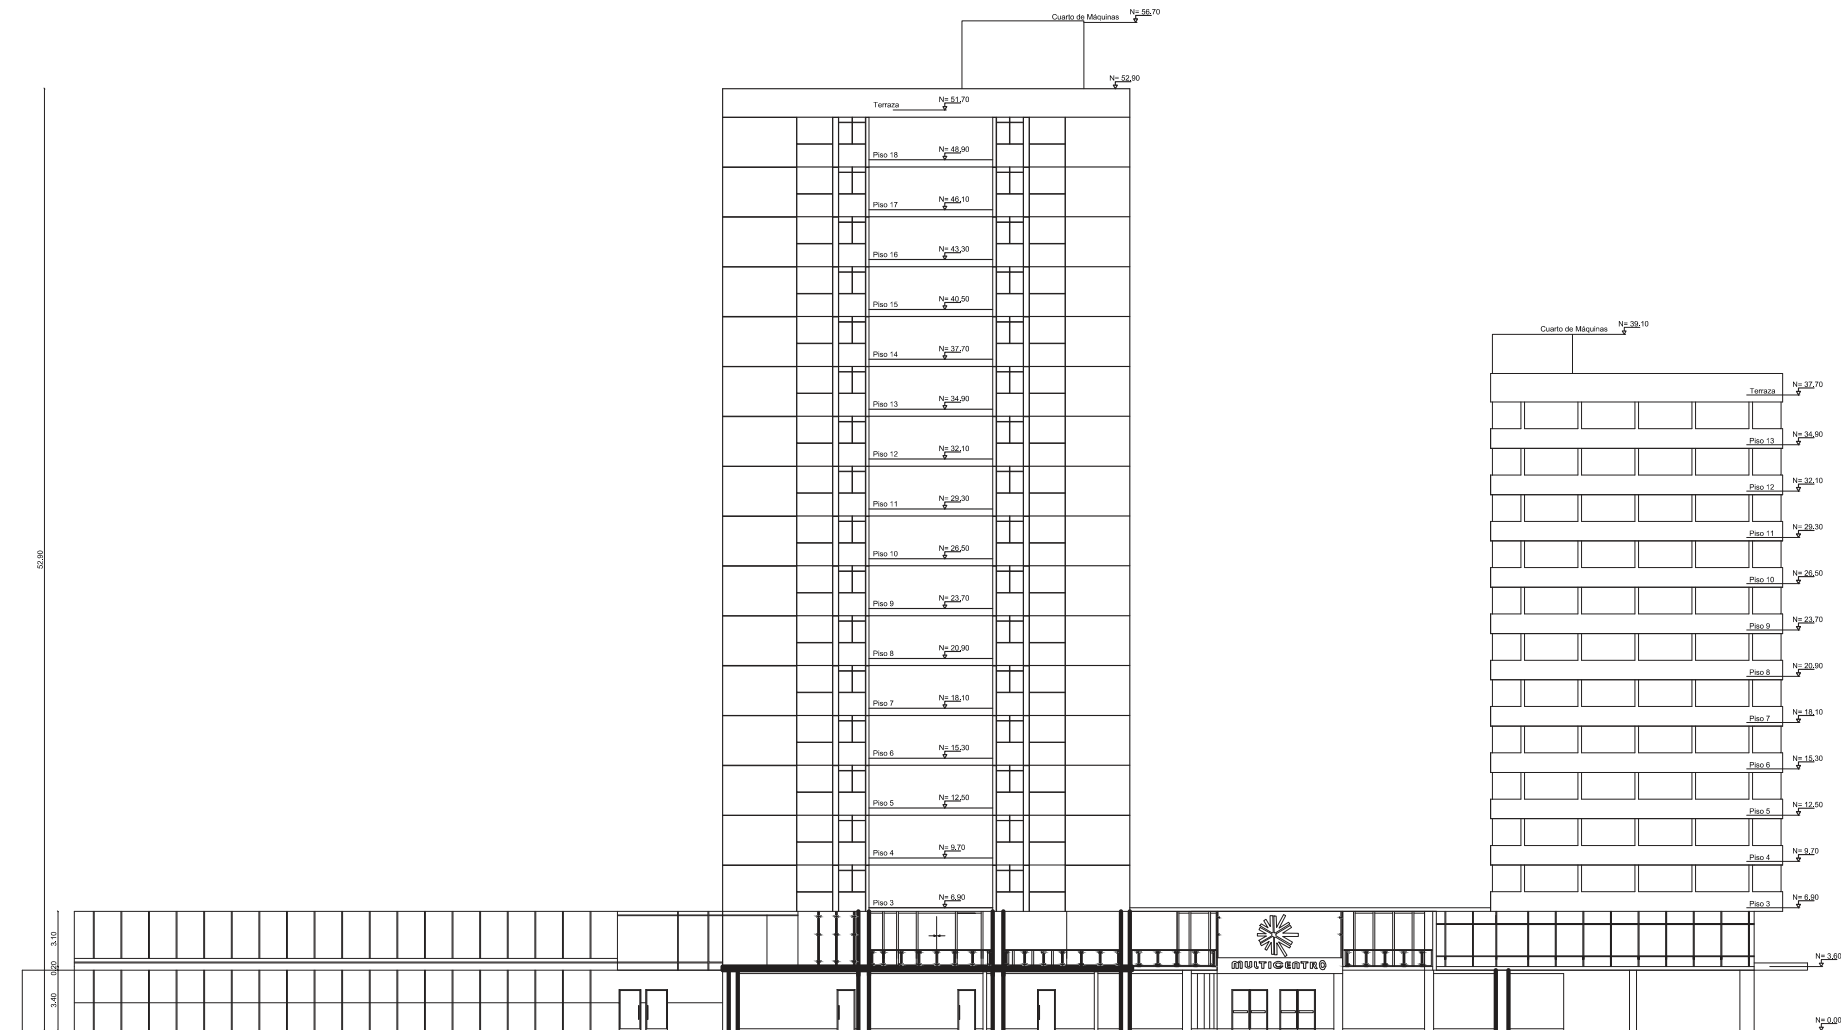 N= 56.70
Cuarto de Máquinas
N= 52.90
N= 51.70
Terraza
N= 48.90
Piso 18
N= 46.10
Piso 17
N= 43.30
Piso 16
N= 40.50
Piso 15
N= 37.70
Piso 14
N= 34.90
Piso 13
N= 32.10
Piso 12
N= 29.30
Piso 11
N= 26.50
Piso 10
N= 23.70
Piso 9
N= 20.90
Piso 8
N= 18.10
Piso 7
N= 15.30
Piso 6
N= 12.50
Piso 5
N= 9.70
Piso 4
N= 6.90
Piso 3
N= 39.10
Cuarto de Máquinas
N= 37.70
Terraza
N= 34.90
Piso 13
N= 32.10
Piso 12
N= 29.30
Piso 11
N= 26.50
Piso 10
N= 23.70
Piso 9
N= 20.90
Piso 8
N= 18.10
Piso 7
N= 15.30
Piso 6
N= 12.50
Piso 5
N= 9.70
Piso 4
N= 6.90
Piso 3
52.90
3.10
0.20
3.40
MULTICENTRO
N= 3.60
N= 0.00